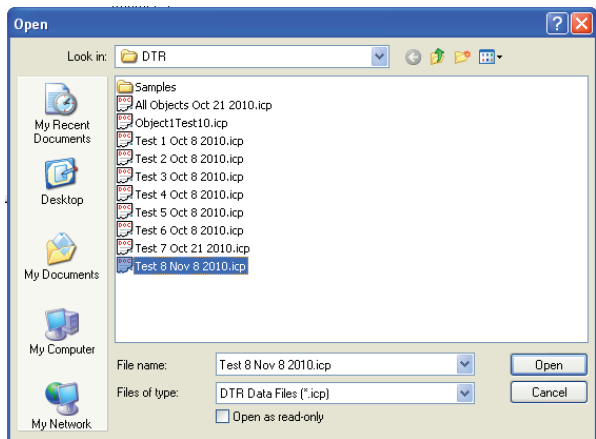 Open
Look in: DTR
Samples
All Objects Oct 21 2010.icp
Object1Test10.icp
Test 1 Oct 8 2010.icp
Test 2 Oct 8 2010.icp
Test 3 Oct 8 2010.icp
Test 4 Oct 8 2010.icp
Test 5 Oct 8 2010.icp
Test 6 Oct 8 2010.icp
Test 7 Oct 21 2010.icp
Test 8 Nov 8 2010.icp
My Recent
Documents
Desktop
My Documents
My Computer
My Network
File name: Test 8 Nov 8 2010.icp Open
Files of type: DTR Data Files (*.icp) Cancel
Open as read-only